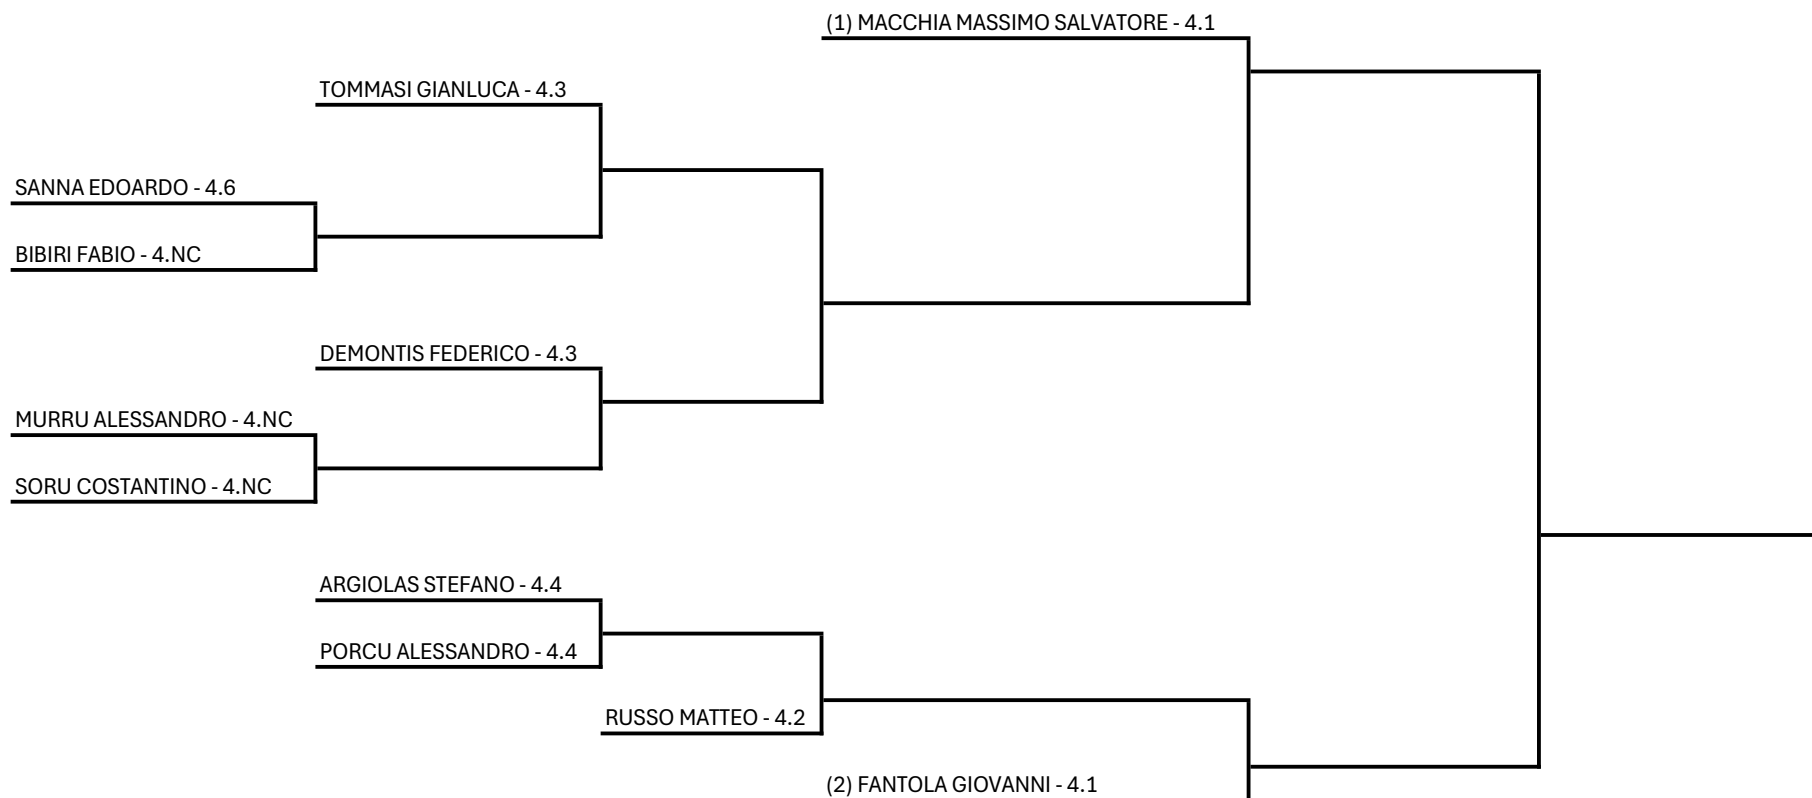 (1) MACCHIA MASSIMO SALVATORE - 4.1
TOMMASI GIANLUCA - 4.3
SANNA EDOARDO - 4.6
BIBIRI FABIO - 4.NC
DEMONTIS FEDERICO - 4.3
MURRU ALESSANDRO - 4.NC
SORU COSTANTINO - 4.NC
ARGIOLAS STEFANO - 4.4
PORCU ALESSANDRO - 4.4
RUSSO MATTEO - 4.2
(2) FANTOLA GIOVANNI - 4.1